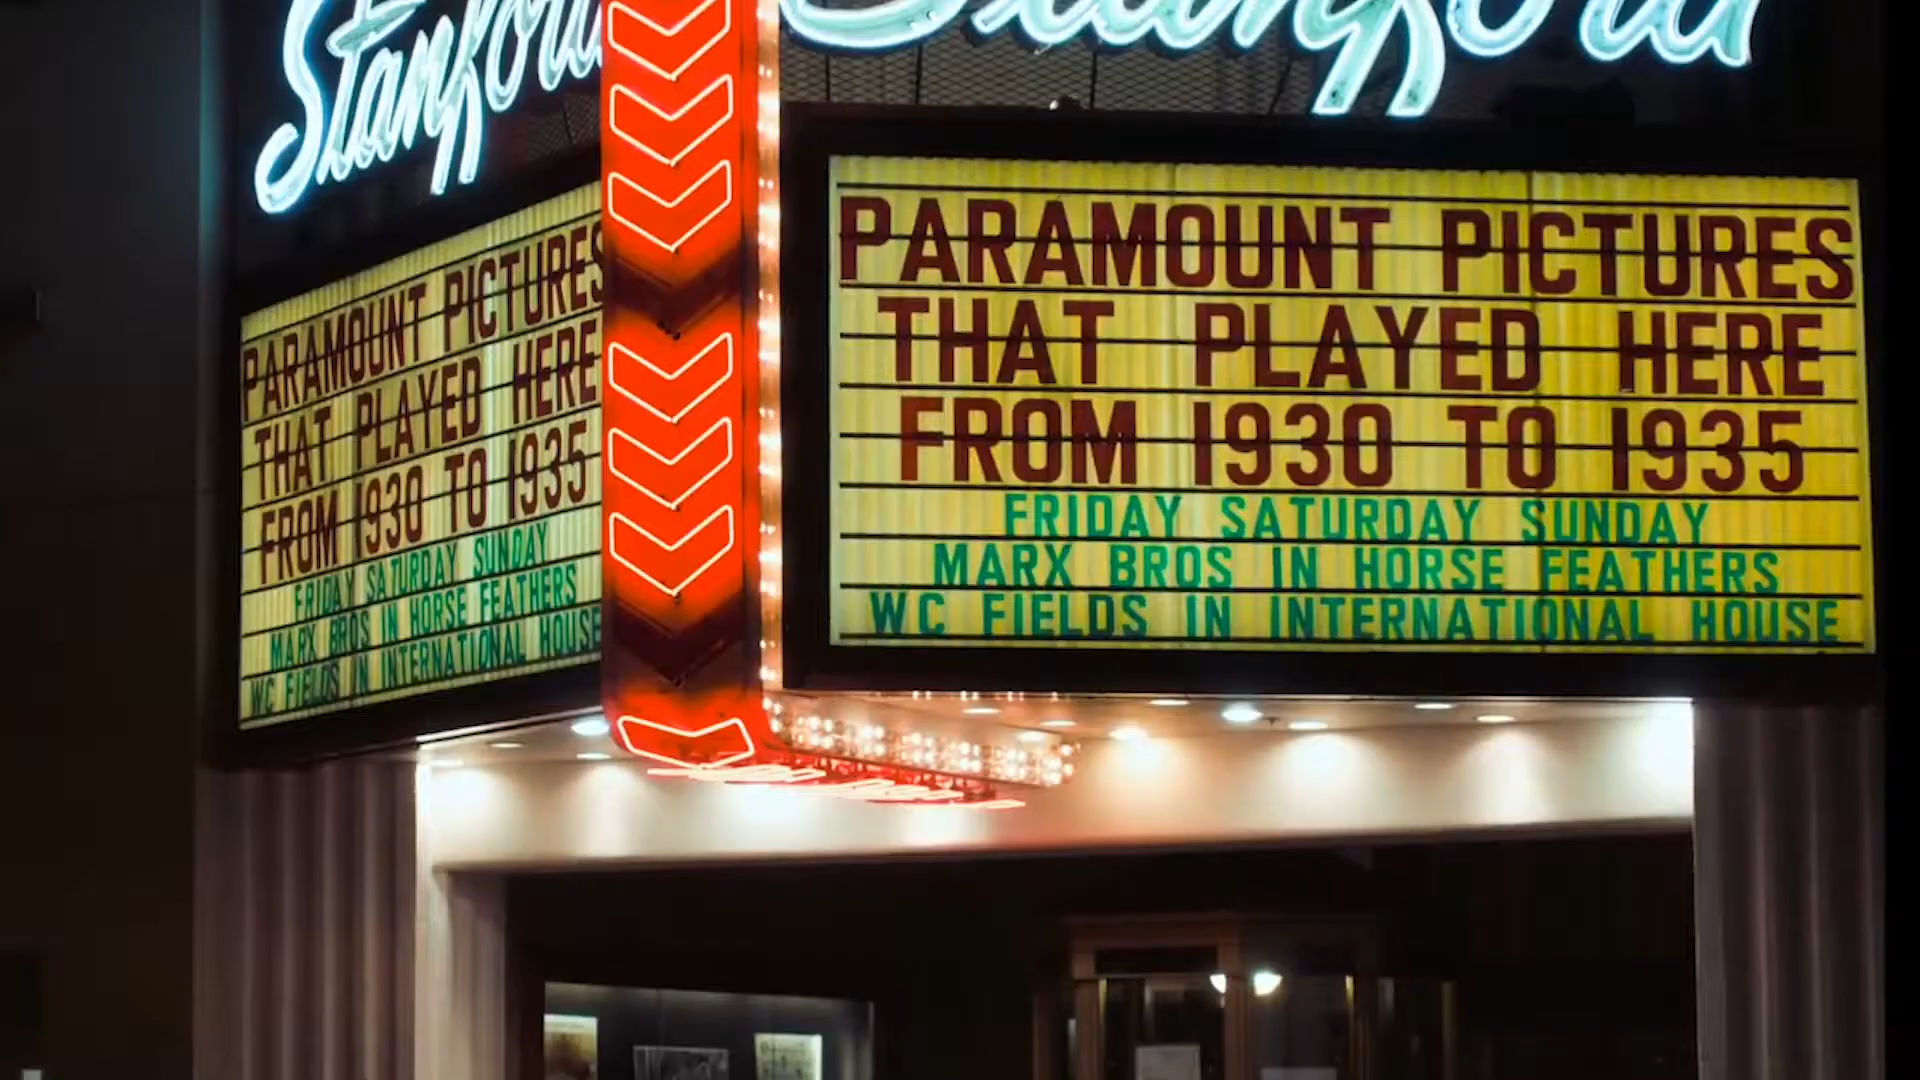 Stanford
PARAMOUNT PICTURES
THAT PLAYED HERE
FROM 1930 TO 1935
FRIDAY SATURDAY SUNDAY
MARX BROS IN HORSE FEATHERS
WC FIELDS IN INTERNATIONAL HOUSE
Stanford
PARAMOUNT PICTURES
THAT PLAYED HERE
FROM 1930 TO 1935
FRIDAY SATURDAY SUNDAY
MARX BROS IN HORSE FEATHERS
WC FIELDS IN INTERNATIONAL HOUSE